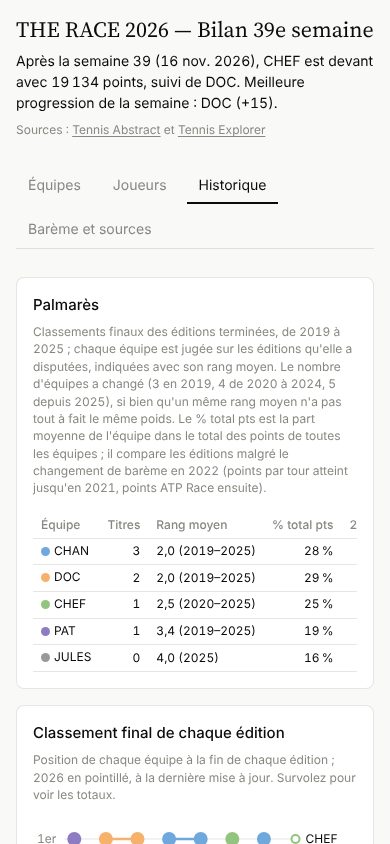 THE RACE 2026 — Bilan 39e semaine
Après la semaine 39 (16 nov. 2026), CHEF est devant
avec 19 134 points, suivi de DOC. Meilleure
progression de la semaine : DOC (+15).
Sources : Tennis Abstract et Tennis Explorer
Équipes Joueurs Historique
Barème et sources
Palmarès
Classements finaux des éditions terminées, de 2019 à
2025 ; chaque équipe est jugée sur les éditions qu'elle a
disputées, indiquées avec son rang moyen. Le nombre
d'équipes a changé (3 en 2019, 4 de 2020 à 2024, 5
depuis 2025), si bien qu'un même rang moyen n'a pas
tout à fait le même poids. Le % total pts est la part
moyenne de l'équipe dans le total des points de toutes
les équipes ; il compare les éditions malgré le
changement de barème en 2022 (points par tour atteint
jusqu'en 2021, points ATP Race ensuite).
Équipe Titres Rang moyen % total pts 2
CHAN 3 2,0 (2019–2025) 28 %
DOC 2 2,0 (2019–2025) 29 %
CHEF 1 2,5 (2020–2025) 25 %
PAT 1 3,4 (2019–2025) 19 %
JULES 0 4,0 (2025) 16 %
Classement final de chaque édition
Position de chaque équipe à la fin de chaque édition ;
2026 en pointillé, à la dernière mise à jour. Survolez pour
voir les totaux.
1er CHEF